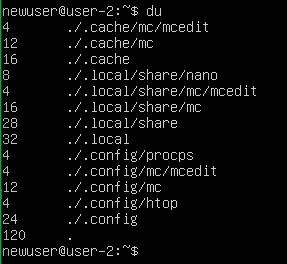 newuser@user-2:~$ du
4 ./.cache/mc/mcedit
12 ./.cache/mc
16 ./.cache
8 ./.local/share/nano
4 ./.local/share/mc/mcedit
16 ./.local/share/mc
28 ./.local/share
32 ./.local
4 ./.config/procps
4 ./.config/mc/mcedit
12 ./.config/mc
4 ./.config/htop
24 ./.config
120 .
newuser@user-2:~$